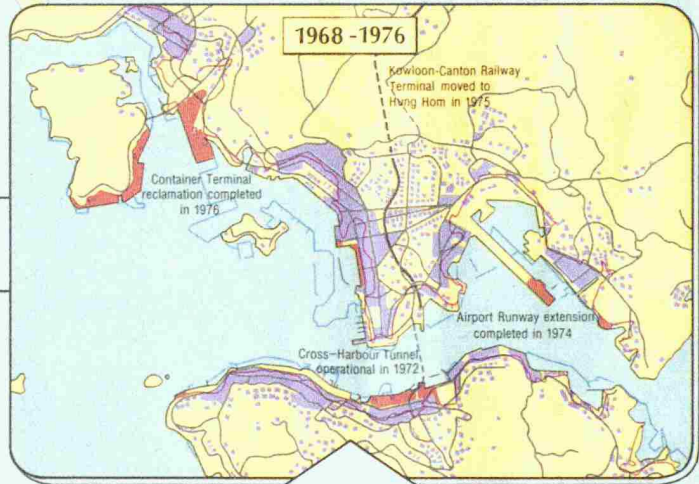 1968 - 1976
Kowloon-Canton Railway
Terminal moved to
Hung Hom in 1975
Container Terminal
reclamation completed
in 1976
Airport Runway extension
completed in 1974
Cross-Harbour Tunnel
operational in 1972